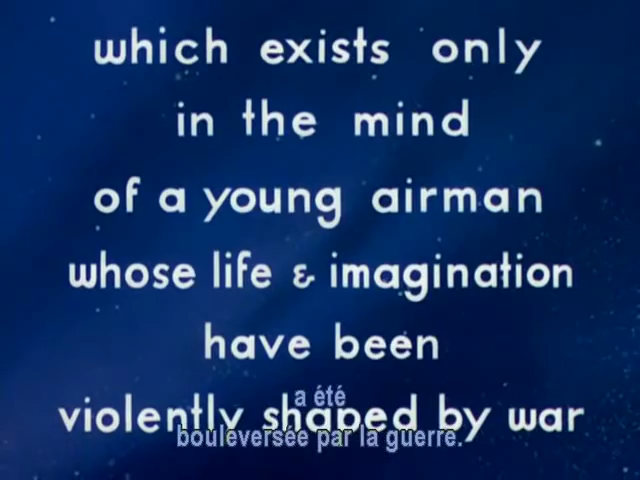 which exists only
in the mind
of a young airman
whose life & imagination
have been
violently shaped by war
a été
bouleversée par la guerre.